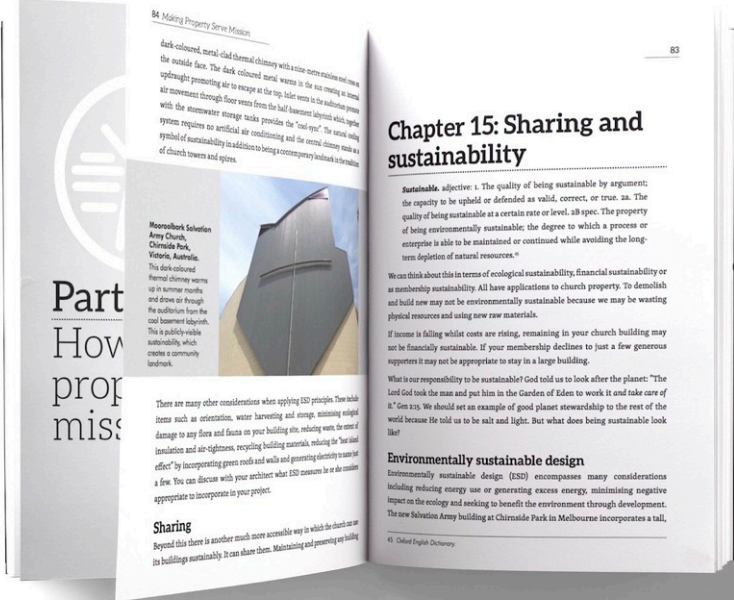 Part
How
prop
miss
84 Making Property Serve Mission
dark-coloured, metal-clad thermal chimney with a nine-metre stainless steel cross on
the outside face. The dark coloured metal warms in the sun creating an internal
updraught promoting air to escape at the top. Inlet vents in the auditorium promote
air movement through floor vents from the half-basement labyrinth which, together
with the stormwater storage tanks provides the "cool-sync". The natural cooling
system requires no artificial air conditioning and the central chimney stands as a
symbol of sustainability in addition to being a contemporary landmark in the tradition
of church towers and spires.
Mooroolbark Salvation
Army Church,
Chirnside Park,
Victoria, Australia.
This dark-coloured
thermal chimney warms
up in summer months
and draws air through
the auditorium from the
cool basement labyrinth.
This is publicly-visible
sustainability, which
creates a community
landmark.
There are many other considerations when applying ESD principles. These include
items such as orientation, water harvesting and storage, minimising ecological
damage to any flora and fauna on your building site, reducing waste, the extent of
insulation and air-tightness, recycling building materials, reducing the "heat island
effect" by incorporating green roofs and walls and generating electricity to name just
a few. You can discuss with your architect what ESD measures he or she considers
appropriate to incorporate in your project.
Sharing
Beyond this there is another much more accessible way in which the church can use
its buildings sustainably. It can share them. Maintaining and preserving any building
83
Chapter 15: Sharing and
sustainability
Sustainable. adjective: 1. The quality of being sustainable by argument;
the capacity to be upheld or defended as valid, correct, or true. 2a. The
quality of being sustainable at a certain rate or level. 2B spec. The property
of being environmentally sustainable; the degree to which a process or
enterprise is able to be maintained or continued while avoiding the long-
term depletion of natural resources.⁴⁵
We can think about this in terms of ecological sustainability, financial sustainability or
as membership sustainability. All have applications to church property. To demolish
and build new may not be environmentally sustainable because we may be wasting
physical resources and using new raw materials.
If income is falling whilst costs are rising, remaining in your church building may
not be financially sustainable. If your membership declines to just a few generous
supporters it may not be appropriate to stay in a large building.
What is our responsibility to be sustainable? God told us to look after the planet: "The
Lord God took the man and put him in the Garden of Eden to work it and take care of
it." Gen 2:15. We should set an example of good planet stewardship to the rest of the
world because He told us to be salt and light. But what does being sustainable look
like?
Environmentally sustainable design
Environmentally sustainable design (ESD) encompasses many considerations
including reducing energy use or generating excess energy, minimising negative
impact on the ecology and seeking to benefit the environment through development.
The new Salvation Army building at Chirnside Park in Melbourne incorporates a tall,
45 Oxford English Dictionary.